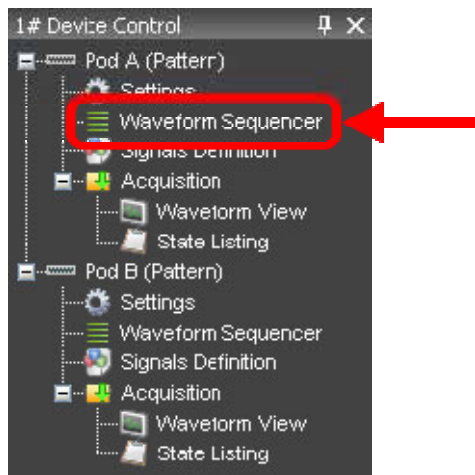 1# Device Control
Pod A (Pattern)
Settings
Waveform Sequencer
Signals Definition
Acquisition
Waveform View
State Listing
Pod B (Pattern)
Settings
Waveform Sequencer
Signals Definition
Acquisition
Waveform View
State Listing